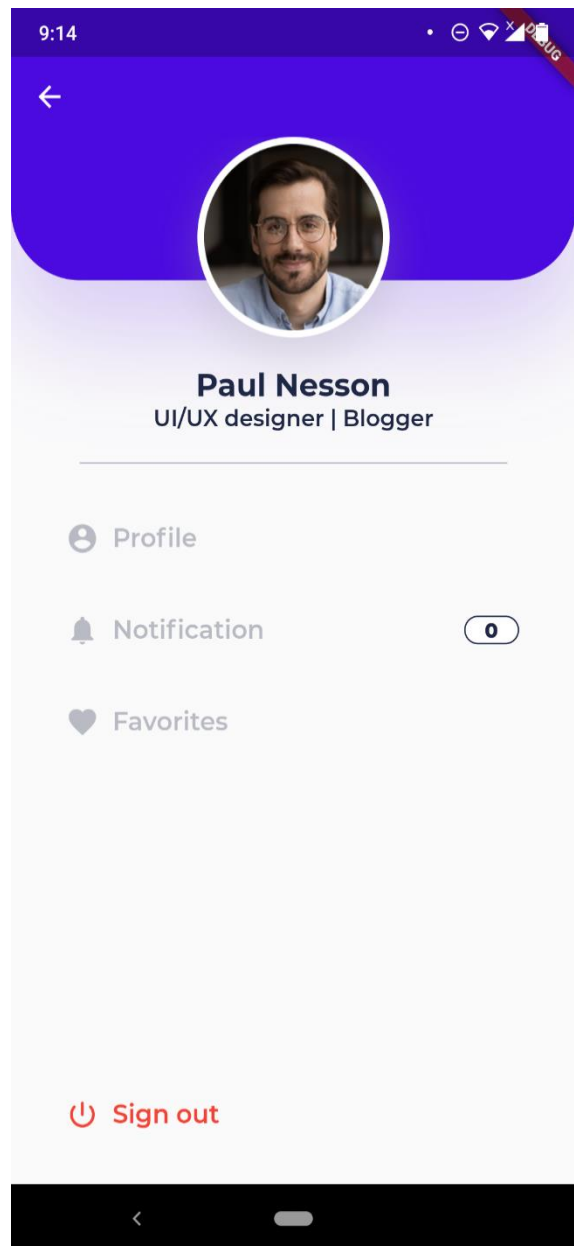 9:14
DEBUG
Paul Nesson
UI/UX designer | Blogger
Profile
Notification
0
Favorites
Sign out